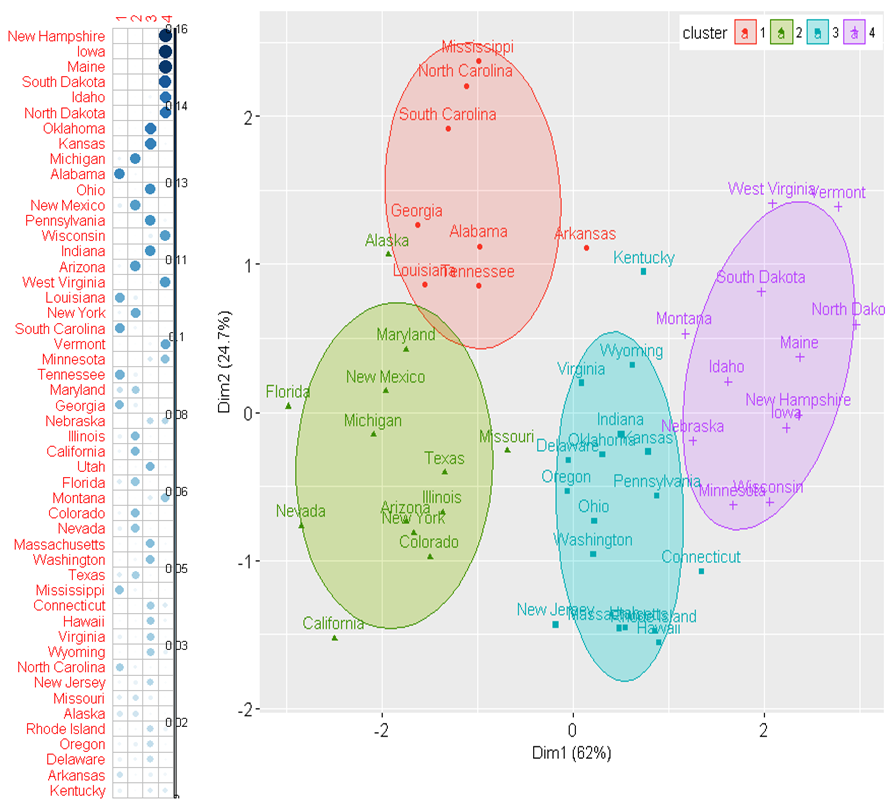 1 2 3 4
New Hampshire
Iowa
Maine
South Dakota
Idaho
North Dakota
Oklahoma
Kansas
Michigan
Alabama
Ohio
New Mexico
Pennsylvania
Wisconsin
Indiana
Arizona
West Virginia
Louisiana
New York
South Carolina
Vermont
Minnesota
Tennessee
Maryland
Georgia
Nebraska
Illinois
California
Utah
Florida
Montana
Colorado
Nevada
Massachusetts
Washington
Texas
Mississippi
Connecticut
Hawaii
Virginia
Wyoming
North Carolina
New Jersey
Missouri
Alaska
Rhode Island
Oregon
Delaware
Arkansas
Kentucky
0.16
0.14
0.13
0.11
0.1
0.08
0.06
0.05
0.03
0.02
cluster a 1 a 2 a 3 a 4
Mississippi
North Carolina
South Carolina
West Virginia Vermont
Georgia
Alabama Arkansas
Alaska
Kentucky
Louisiana Tennessee
South Dakota
North Dako
Montana
Maryland
Wyoming
Maine
Virginia
Idaho
New Mexico
Florida
New Hampshire
Michigan
Indiana
Iowa
Missouri
Delaware Oklahoma Kansas
Nebraska
Texas
Oregon
Pennsylvania
Minnesota Wisconsin
Nevada
Illinois
Arizona
New York
Ohio
Colorado
Washington
Connecticut
California
New Jersey
Massachusetts Utah Rhode Island
Hawaii
2
1
0
-1
-2
Dim2 (24.7%)
-2 0 2
Dim1 (62%)